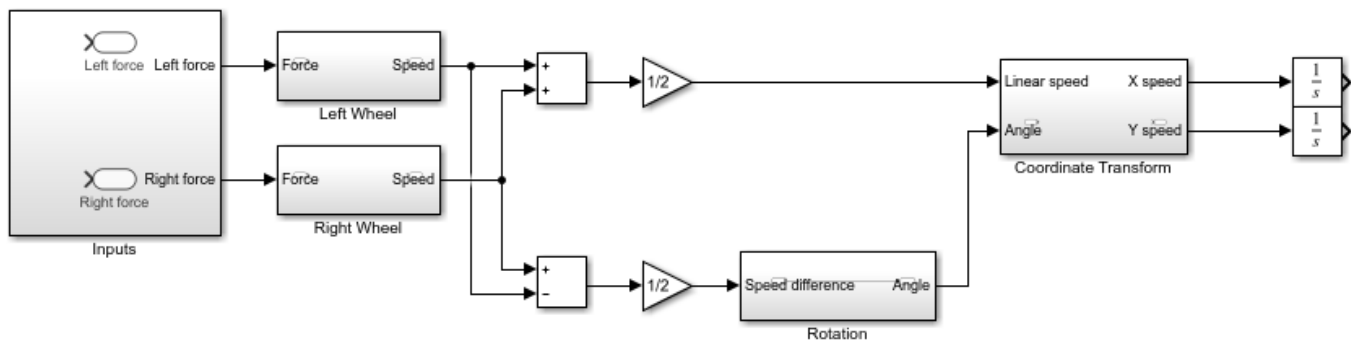 Left force
Left force
Right force
Right force
Inputs
Force
Speed
Left Wheel
Force
Speed
Right Wheel
+
+
1/2
+
−
1/2
Speed difference
Angle
Rotation
Linear speed
X speed
Angle
Y speed
Coordinate Transform
1
s
1
s